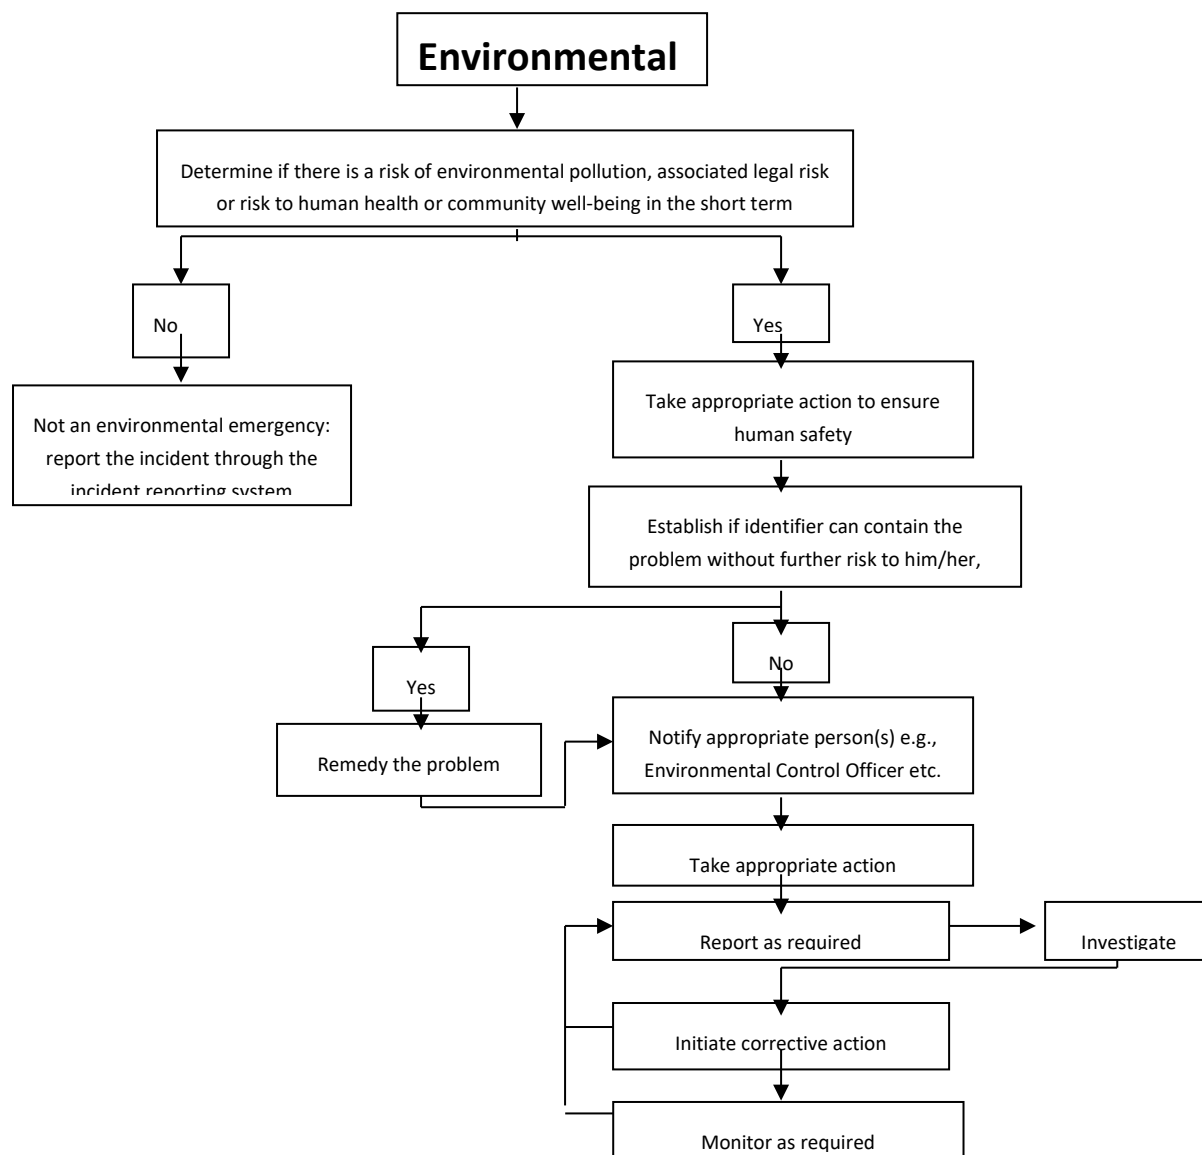 Environmental
Determine if there is a risk of environmental pollution, associated legal risk
or risk to human health or community well-being in the short term
No
Yes
Not an environmental emergency:
report the incident through the
incident reporting system
Take appropriate action to ensure
human safety
Establish if identifier can contain the
problem without further risk to him/her,
Yes
No
Remedy the problem
Notify appropriate person(s) e.g.,
Environmental Control Officer etc.
Take appropriate action
Report as required
Investigate
Initiate corrective action
Monitor as required